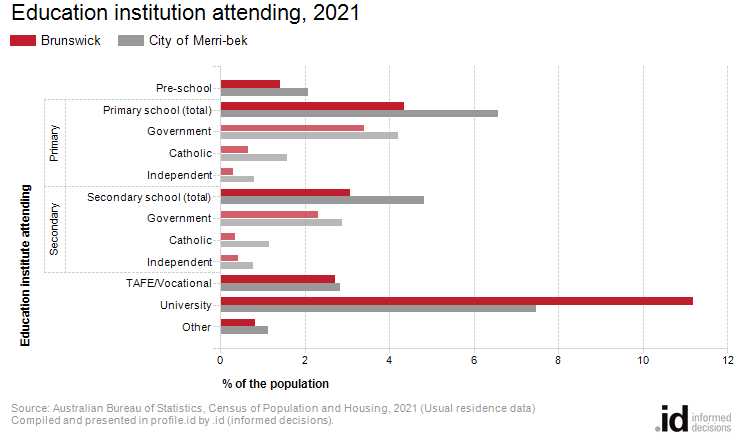 Education institution attending, 2021
Brunswick City of Merri-bek
Pre-school
Primary school (total)
Government
Catholic
Independent
Secondary school (total)
Government
Catholic
Independent
TAFE/Vocational
University
Other
Primary
Secondary
Education institute attending
0 2 4 6 8 10 12
% of the population
Source: Australian Bureau of Statistics, Census of Population and Housing, 2021 (Usual residence data)
Compiled and presented in profile.id by .id (informed decisions).
.id informed
decisions